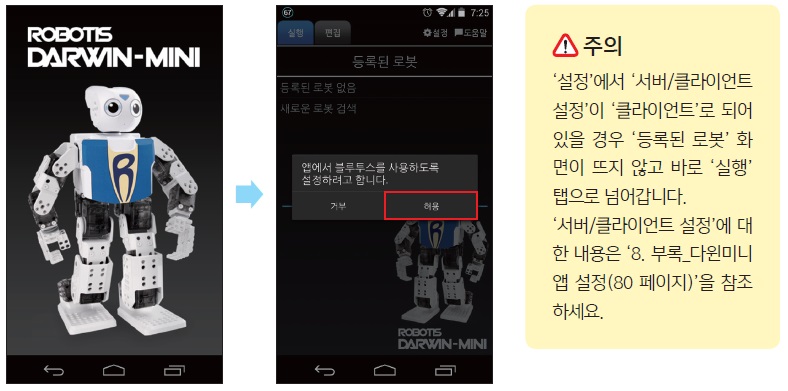 ROBOTIS
DARWIN-MINI
67
7:25
실행
편집
설정
도움말
등록된 로봇
등록된 로봇 없음
새로운 로봇 검색
앱에서 블루투스를 사용하도록
설정하려고 합니다.
거부
허용
ROBOTIS
DARWIN-MINI
주의
‘설정’에서 ‘서버/클라이언트
설정’이 ‘클라이언트’로 되어
있을 경우 ‘등록된 로봇’ 화
면이 뜨지 않고 바로 ‘실행’
탭으로 넘어갑니다.
‘서버/클라이언트 설정’에 대
한 내용은 ‘8. 부록_다윈미니
앱 설정(80 페이지)’을 참조
하세요.